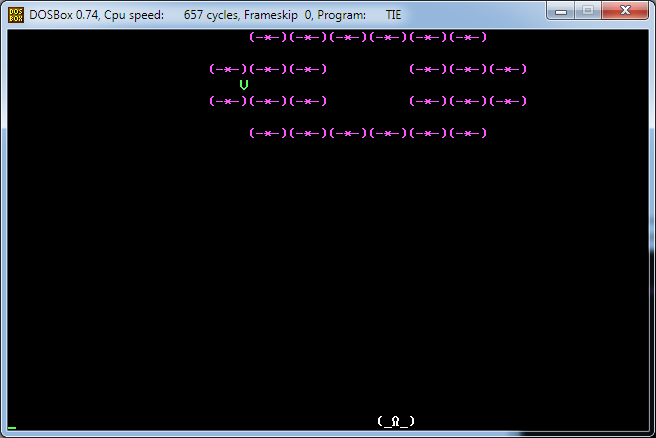 DOSBox 0.74, Cpu speed: 657 cycles, Frameskip 0, Program: TIE
(-*-)(-*-)(-*-)(-*-)(-*-)(-*-)
(-*-)(-*-)(-*-) (-*-)(-*-)(-*-)
V
(-*-)(-*-)(-*-) (-*-)(-*-)(-*-)
(-*-)(-*-)(-*-)(-*-)(-*-)(-*-)
(_Ω_)
_